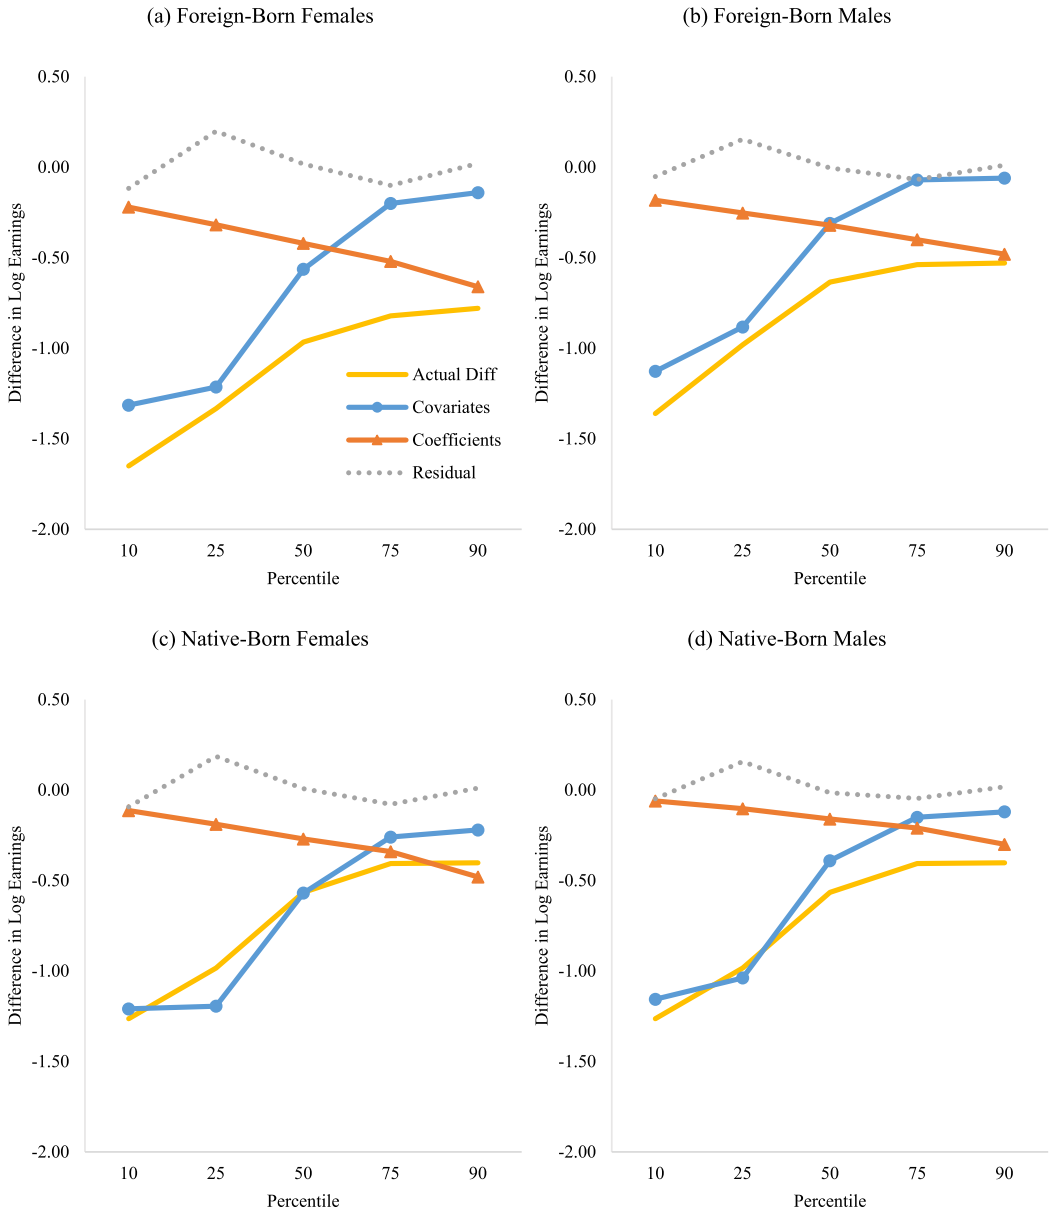 (a) Foreign-Born Females
0.50
0.00
-0.50
-1.00
-1.50
-2.00
Difference in Log Earnings
Actual Diff
Covariates
Coefficients
Residual
10 25 50 75 90
Percentile
(b) Foreign-Born Males
0.50
0.00
-0.50
-1.00
-1.50
-2.00
Difference in Log Earnings
10 25 50 75 90
Percentile
(c) Native-Born Females
0.50
0.00
-0.50
-1.00
-1.50
-2.00
Difference in Log Earnings
10 25 50 75 90
Percentile
(d) Native-Born Males
0.50
0.00
-0.50
-1.00
-1.50
-2.00
Difference in Log Earnings
10 25 50 75 90
Percentile